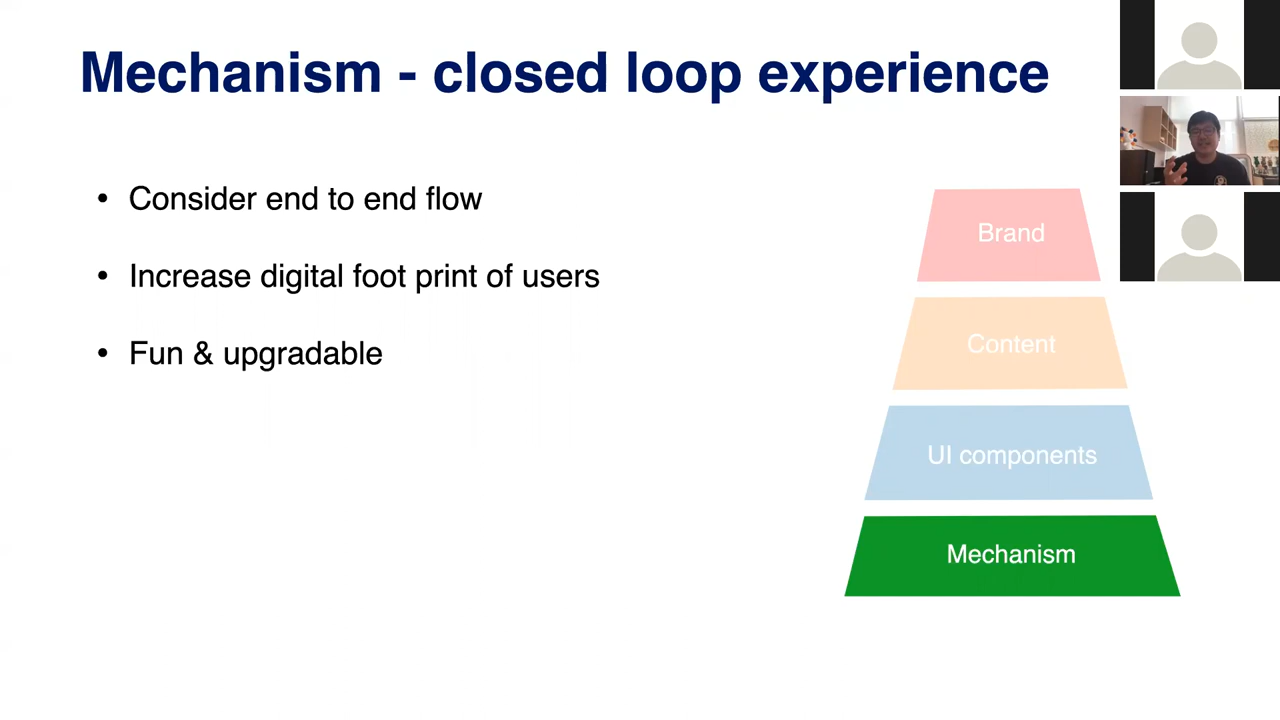 Mechanism - closed loop experience
• Consider end to end flow
• Increase digital foot print of users
• Fun & upgradable
Brand
Content
UI components
Mechanism